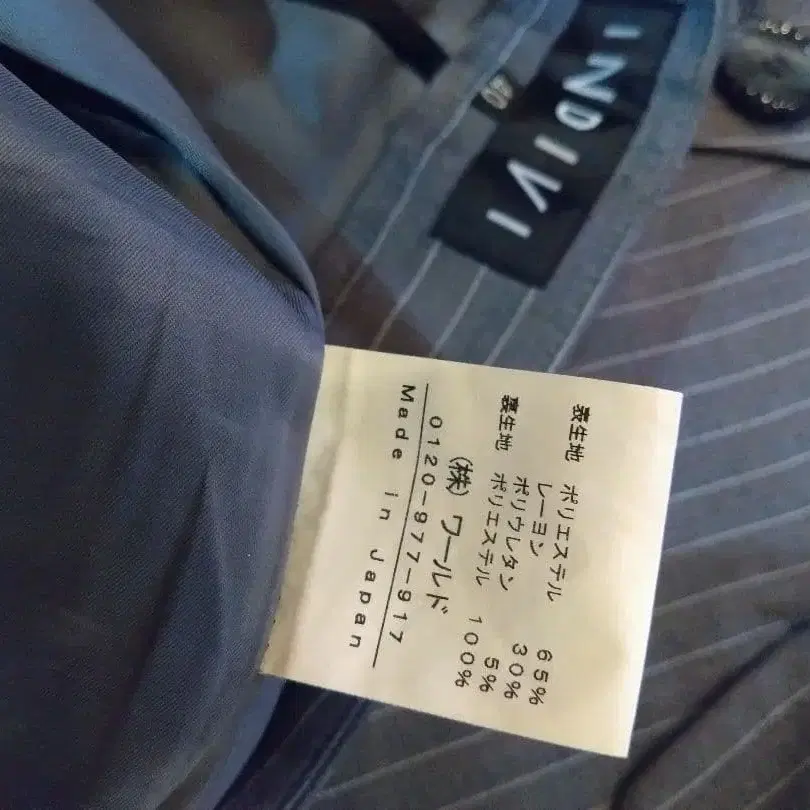 INDIVI
40
表生地 ポリエステル 65%
レーヨン 30%
ポリウレタン 5%
裏生地 ポリエステル 100%
(株)ワールド
0120-977-917
Made in Japan